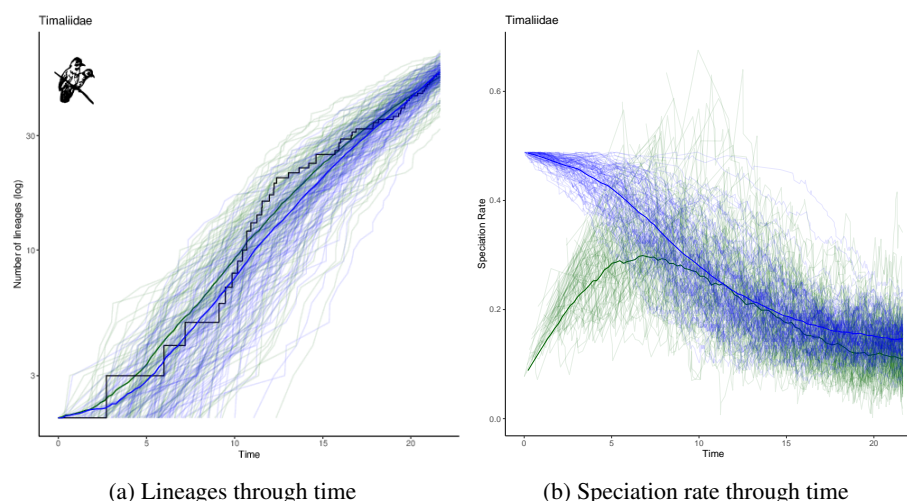 Timaliidae
Number of lineages (log)
30
10
3
0 5 10 15 20
Time
(a) Lineages through time
Timaliidae
Speciation Rate
0.6
0.4
0.2
0.0
0 5 10 15 20
Time
(b) Speciation rate through time